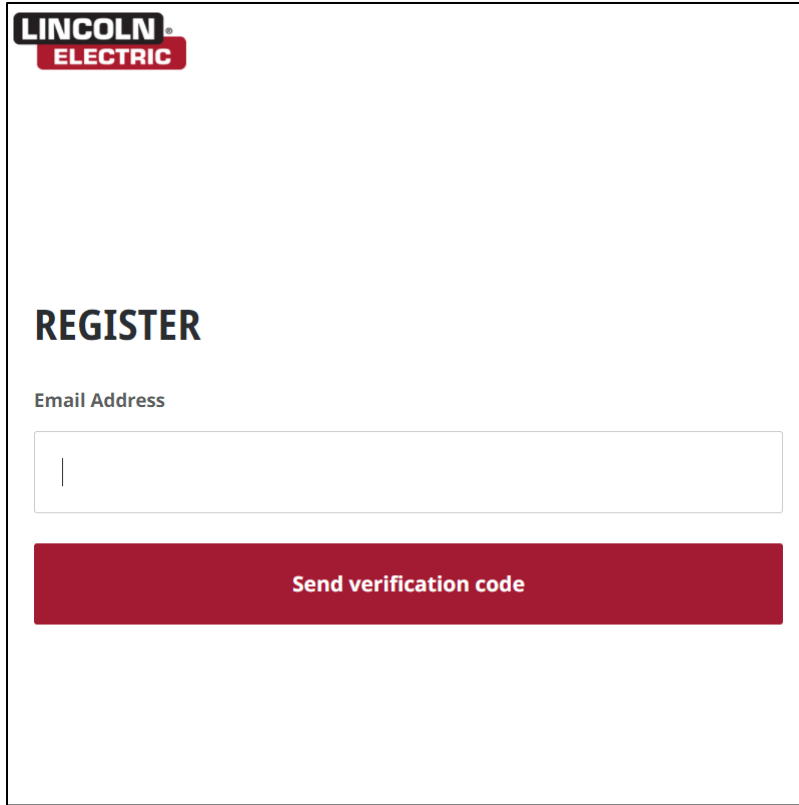 LINCOLN®
ELECTRIC
REGISTER
Email Address
Send verification code